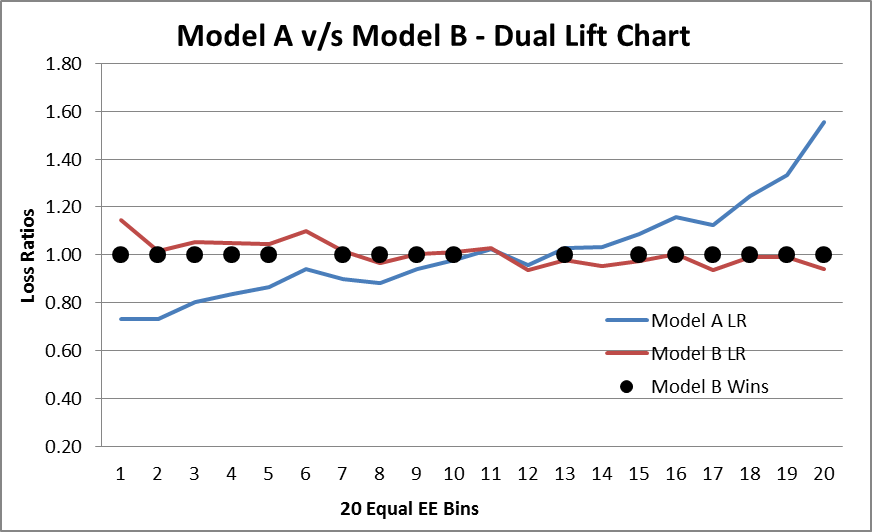 Model A v/s Model B - Dual Lift Chart
1.80
1.60
1.40
1.20
1.00
0.80
0.60
0.40
0.20
Loss Ratios
Model A LR
Model B LR
Model B Wins
1 2 3 4 5 6 7 8 9 10 11 12 13 14 15 16 17 18 19 20
20 Equal EE Bins